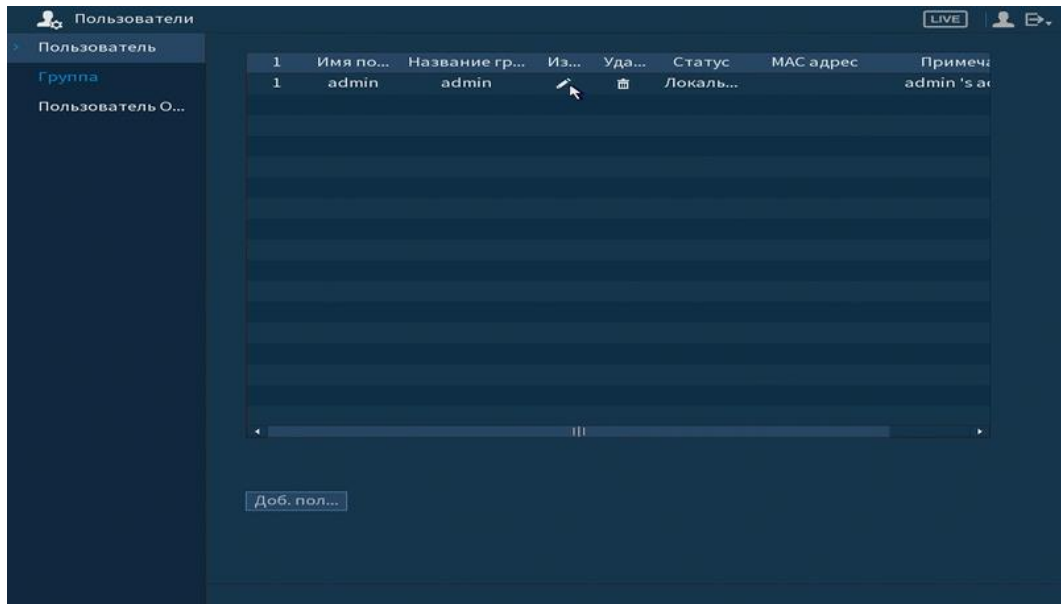 Пользователи LIVE
Пользователь
Группа
Пользователь О...
1 Имя по... Название гр... Из... Уда... Статус МАС адрес Примеча
1 admin admin Локаль... admin 's a
Доб. пол...